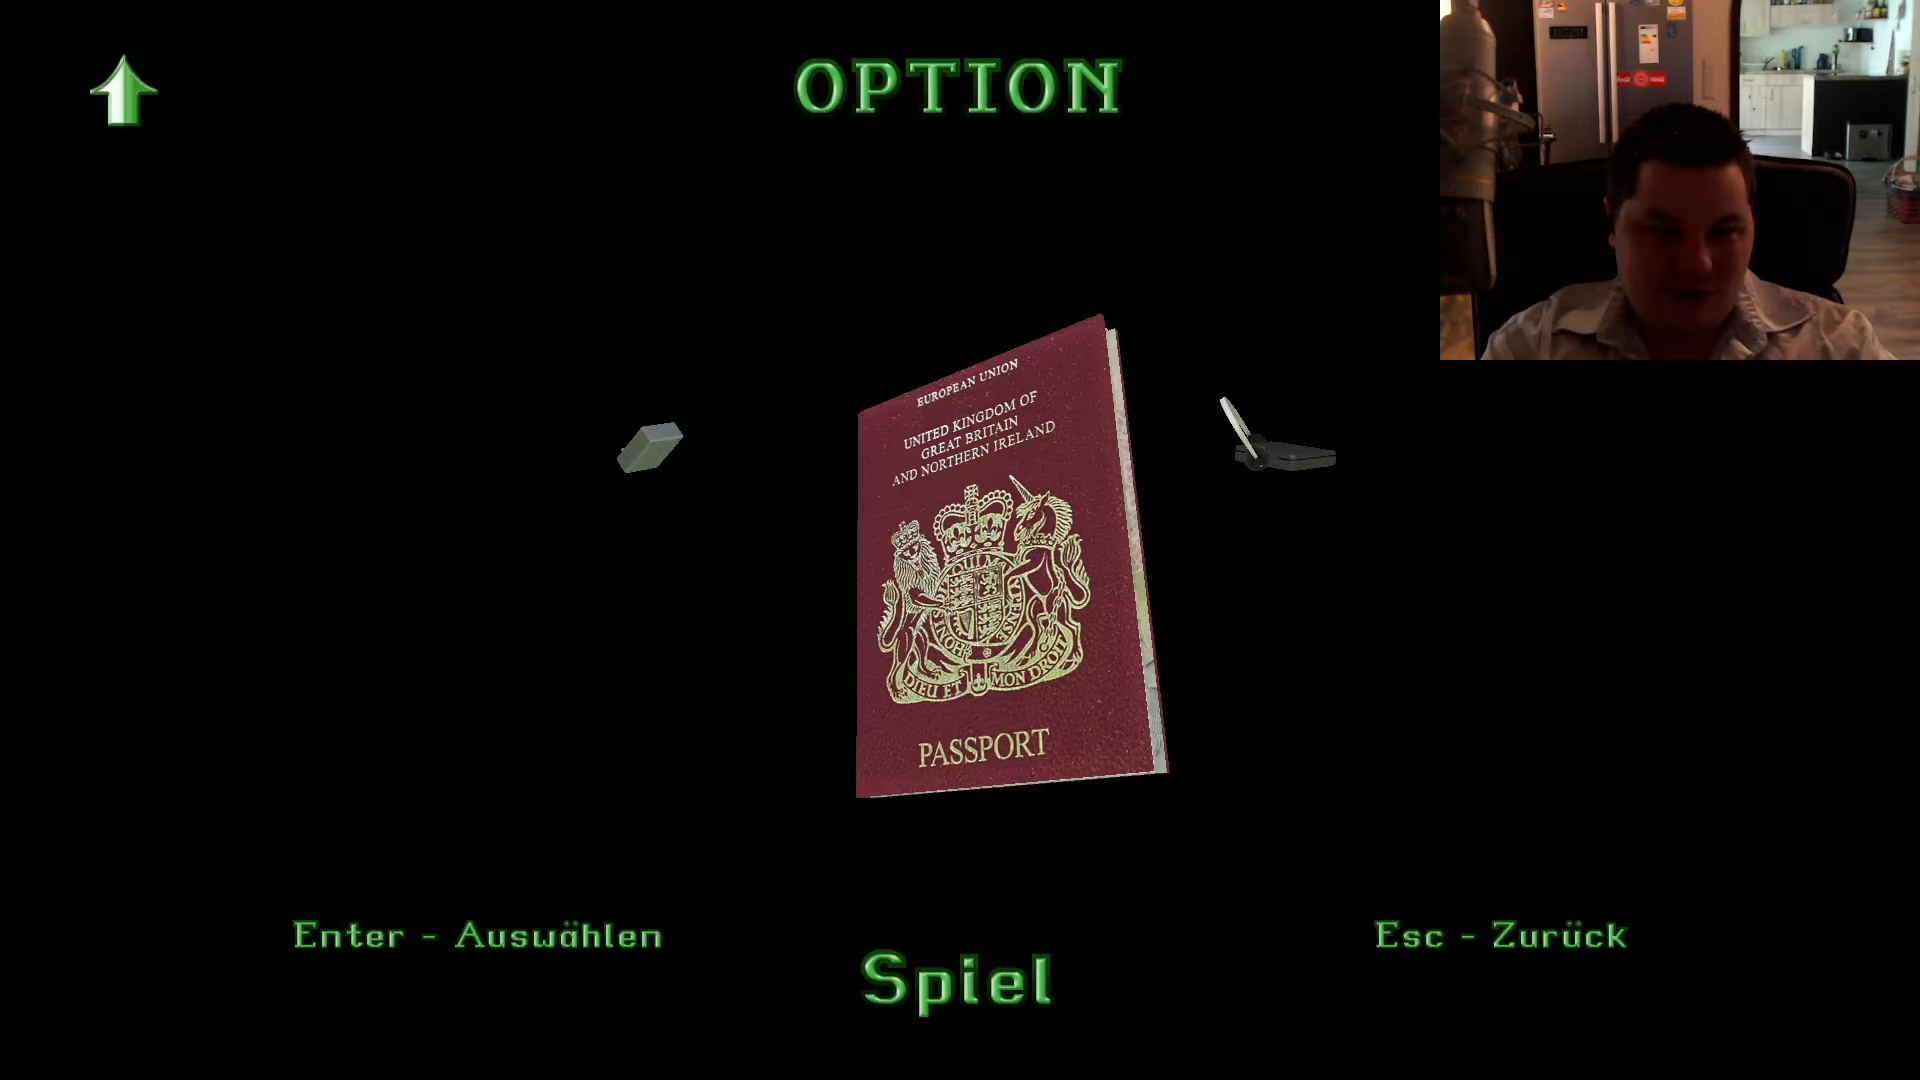 OPTION
EUROPEAN UNION
UNITED KINGDOM OF
GREAT BRITAIN
AND NORTHERN IRELAND
DIEU ET MON DROIT
PASSPORT
Enter - Auswählen
Esc - Zurück
Spiel